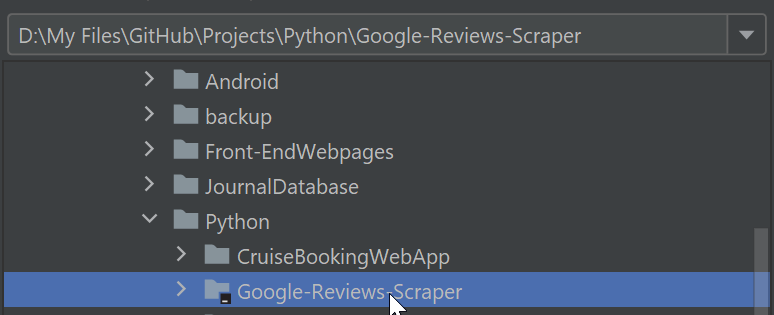 D:\My Files\GitHub\Projects\Python\Google-Reviews-Scraper
Android
backup
Front-EndWebpages
JournalDatabase
Python
CruiseBookingWebApp
Google-Reviews-Scraper